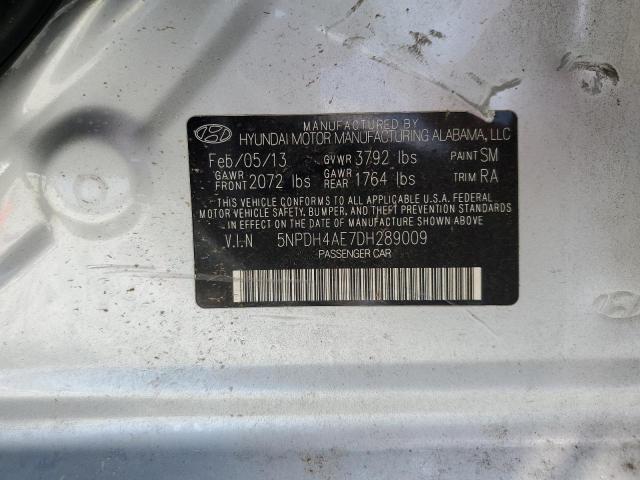 MANUFACTURED BY
HYUNDAI MOTOR MANUFACTURING ALABAMA, LLC
Feb/05/13 GVWR 3792 lbs PAINT SM
GAWR FRONT 2072 lbs GAWR REAR 1764 lbs TRIM RA
THIS VEHICLE CONFORMS TO ALL APPLICABLE U.S.A. FEDERAL
MOTOR VEHICLE SAFETY, BUMPER, AND THEFT PREVENTION STANDARDS
IN EFFECT ON THE DATE OF MANUFACTURE SHOWN ABOVE.
V.I.N 5NPDH4AE7DH289009
PASSENGER CAR